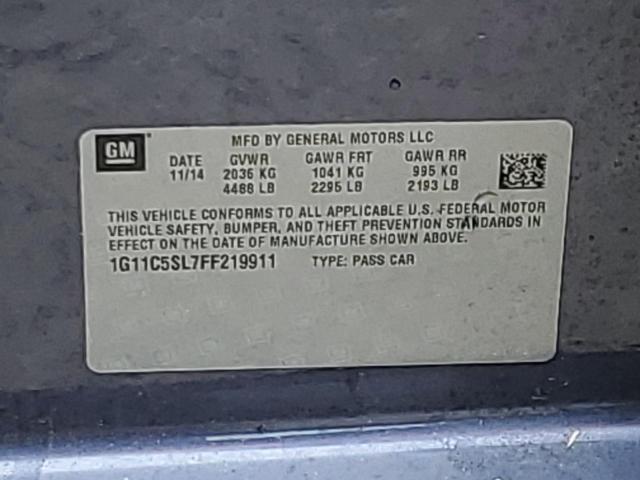 GM
MFD BY GENERAL MOTORS LLC
DATE GVWR GAWR FRT GAWR RR
11/14 2036 KG 1041 KG 995 KG
4488 LB 2295 LB 2193 LB
THIS VEHICLE CONFORMS TO ALL APPLICABLE U.S. FEDERAL MOTOR
VEHICLE SAFETY, BUMPER, AND THEFT PREVENTION STANDARDS IN
EFFECT ON THE DATE OF MANUFACTURE SHOWN ABOVE.
1G11C5SL7FF219911 TYPE: PASS CAR